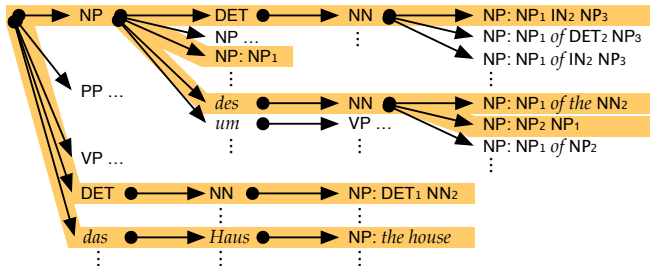 NP DET NN NP: NP₁ IN₂ NP₃
NP … ⋮ NP: NP₁ of DET₂ NP₃
NP: NP₁ NP: NP₁ of IN₂ NP₃
PP … ⋮ ⋮
des NN NP: NP₁ of the NN₂
um VP … NP: NP₂ NP₁
VP … ⋮ ⋮ NP: NP₁ of NP₂
⋮
DET NN NP: DET₁ NN₂
⋮ ⋮
das Haus NP: the house
⋮ ⋮ ⋮